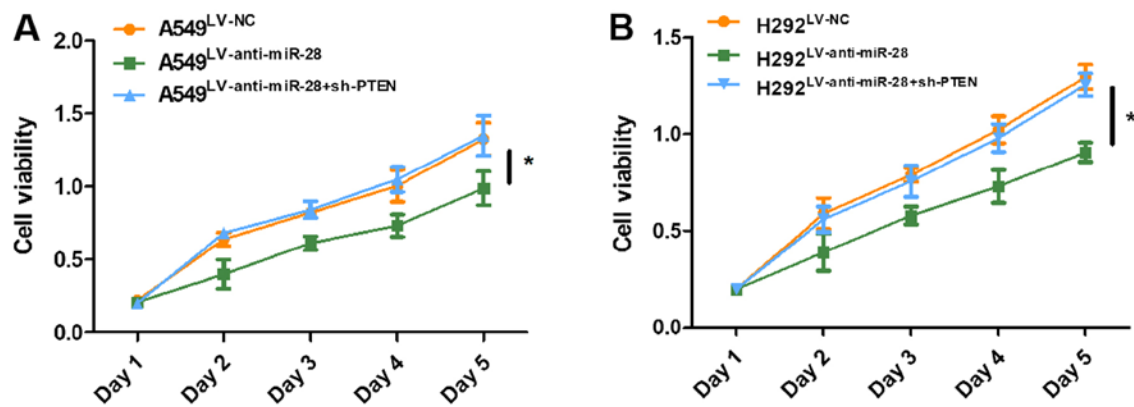 A
A549LV-NC
A549LV-anti-miR-28
A549LV-anti-miR-28+sh-PTEN
2.0
1.5
1.0
0.5
0.0
Cell viability
*
Day 1
Day 2
Day 3
Day 4
Day 5
B
H292LV-NC
H292LV-anti-miR-28
H292LV-anti-miR-28+sh-PTEN
1.5
1.0
0.5
0.0
Cell viability
*
Day 1
Day 2
Day 3
Day 4
Day 5